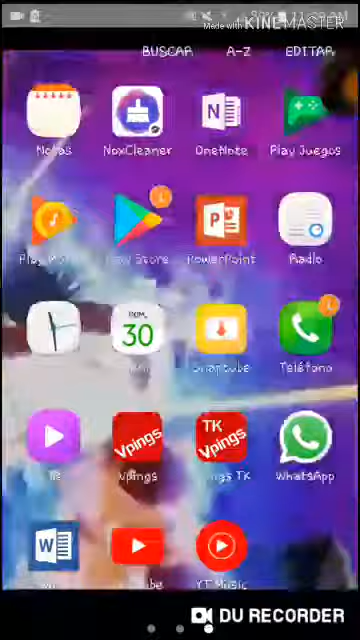 Made with KINEMASTER
BUSCAR A-Z EDITAR
Notas NoxCleaner OneNote Play Juegos
Play Store PowerPoint Radio
DOM.
30
Snaptube Teléfono
Vpings TK Vpings
Vpings WhatsApp
W
YT Music
DU RECORDER